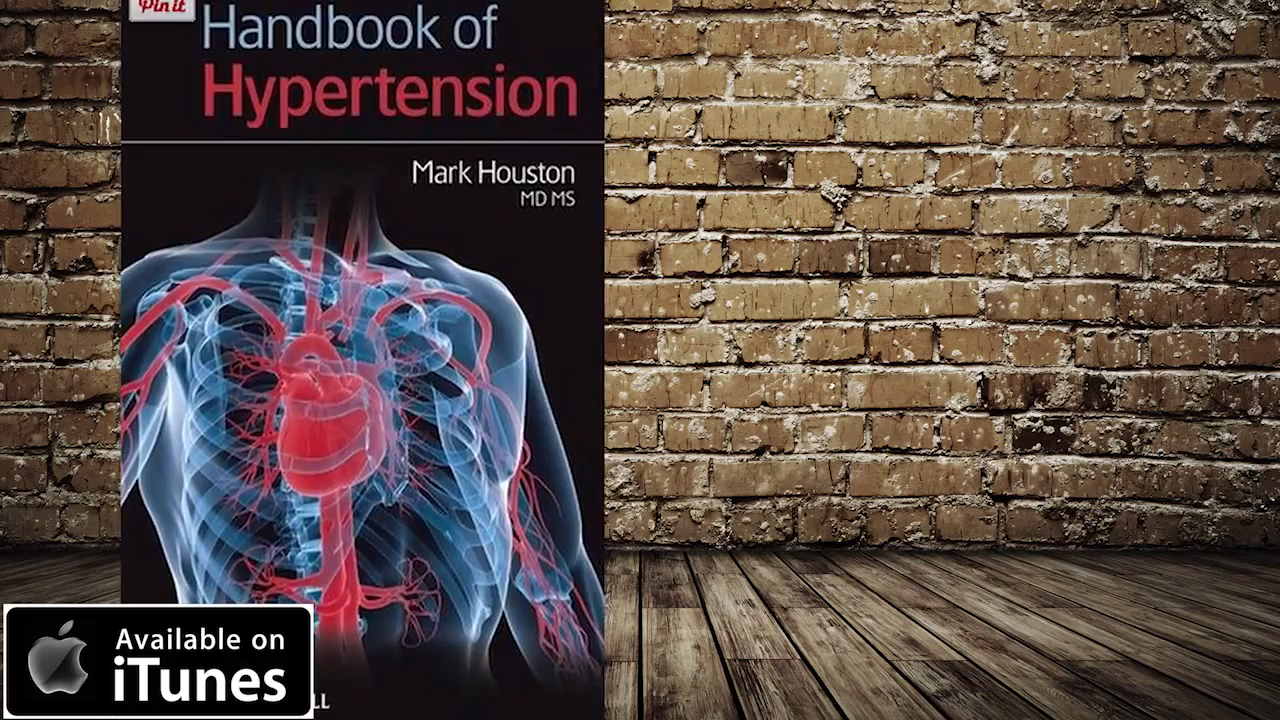 Pin it
Handbook of
Hypertension
Mark Houston
MD MS
Available on
iTunes